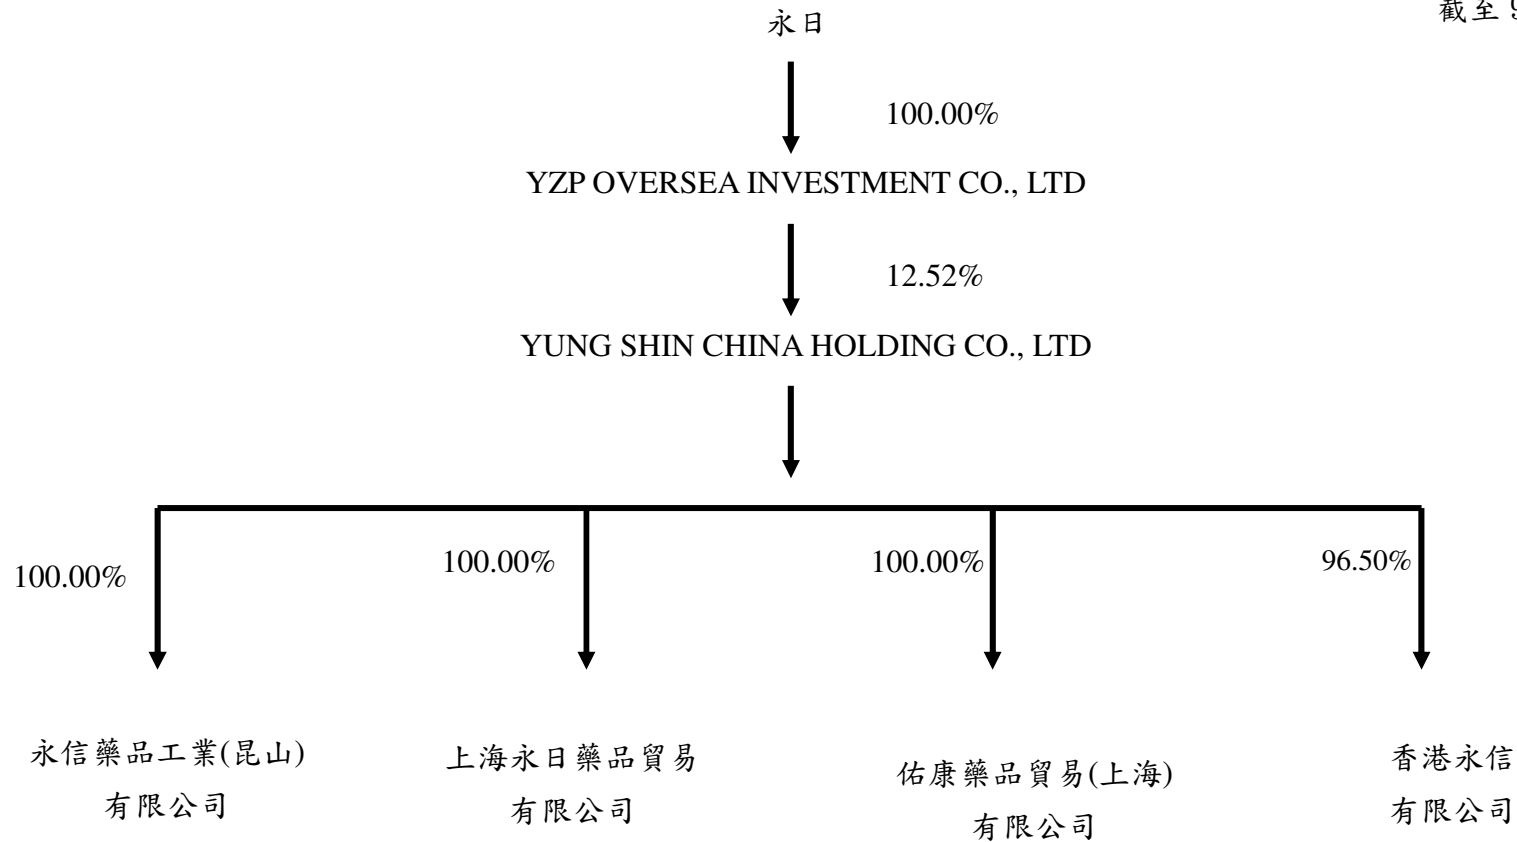 截至 9
永日
100.00%
YZP OVERSEA INVESTMENT CO., LTD
12.52%
YUNG SHIN CHINA HOLDING CO., LTD
100.00%
100.00%
100.00%
96.50%
永信藥品工業(昆山)
有限公司
上海永日藥品貿易
有限公司
佑康藥品貿易(上海)
有限公司
香港永信
有限公司